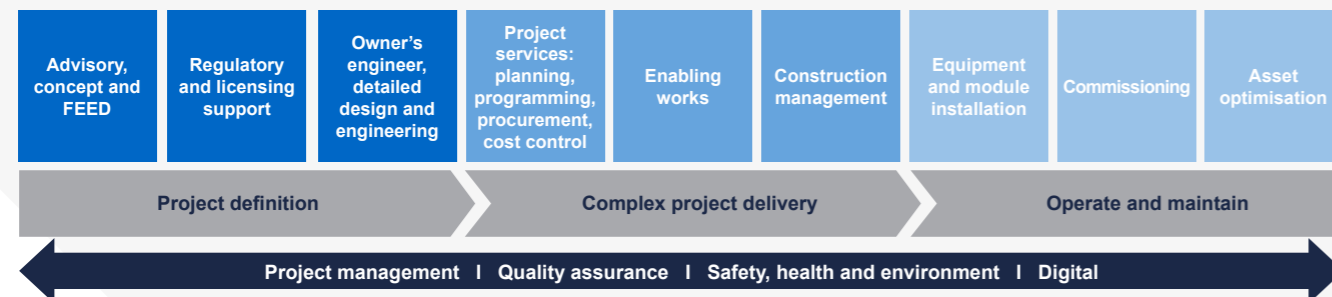 Advisory,
concept and
FEED
Regulatory
and licensing
support
Owner's
engineer,
detailed
design and
engineering
Project
services:
planning,
programming,
procurement,
cost control
Enabling
works
Construction
management
Equipment
and module
installation
Commissioning
Asset
optimisation
Project definition
Complex project delivery
Operate and maintain
Project management I Quality assurance I Safety, health and environment I Digital